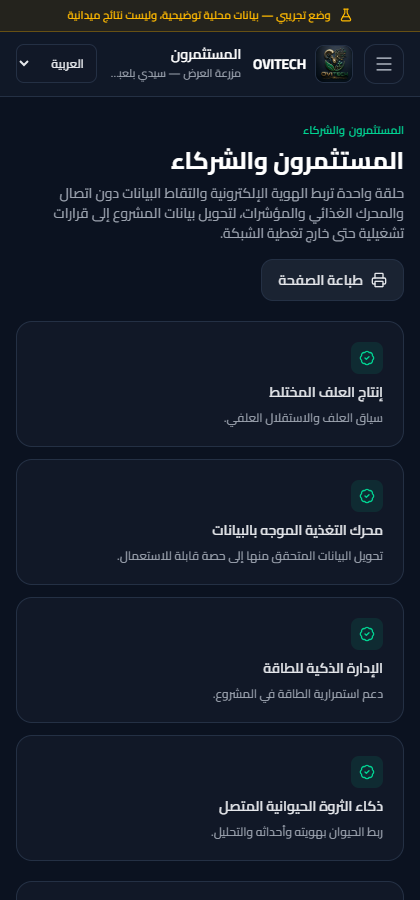 وضع تجريبي — بيانات محلية توضيحية، وليست نتائج ميدانية
OVITECH
المستثمرون
مزرعة العرض — سيدي بلعبـ...
العربية
المستثمرون والشركاء
المستثمرون والشركاء
حلقة واحدة تربط الهوية الإلكترونية والتقاط البيانات دون اتصال
والمحرك الغذائي والمؤشرات، لتحويل بيانات المشروع إلى قرارات
تشغيلية حتى خارج تغطية الشبكة.
طباعة الصفحة
إنتاج العلف المختلط
سياق العلف والاستقلال العلفي.
محرك التغذية الموجه بالبيانات
تحويل البيانات المتحقق منها إلى حصة قابلة للاستعمال.
الإدارة الذكية للطاقة
دعم استمرارية الطاقة في المشروع.
ذكاء الثروة الحيوانية المتصل
ربط الحيوان بهويته وأحداثه والتحليل.